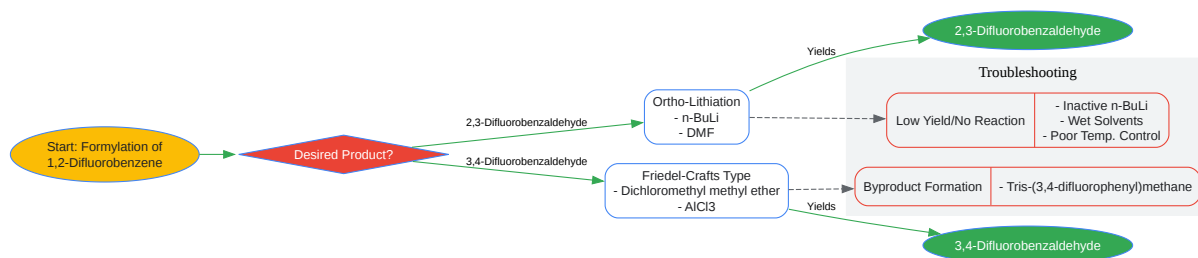 Start: Formylation of
1,2-Difluorobenzene
Desired Product?
2,3-Difluorobenzaldehyde
3,4-Difluorobenzaldehyde
Ortho-Lithiation
- n-BuLi
- DMF
Friedel-Crafts Type
- Dichloromethyl methyl ether
- AlCl3
Yields
Yields
2,3-Difluorobenzaldehyde
Troubleshooting
Low Yield/No Reaction
- Inactive n-BuLi
- Wet Solvents
- Poor Temp. Control
Byproduct Formation
- Tris-(3,4-difluorophenyl)methane
3,4-Difluorobenzaldehyde